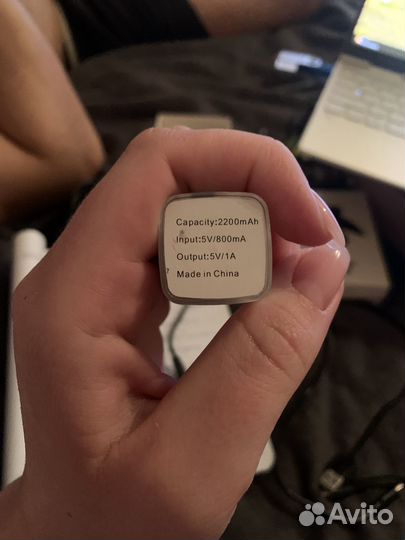 Capacity:2200mAh
Input:5V/800mA
Output:5V/1A
Made in China
Avito